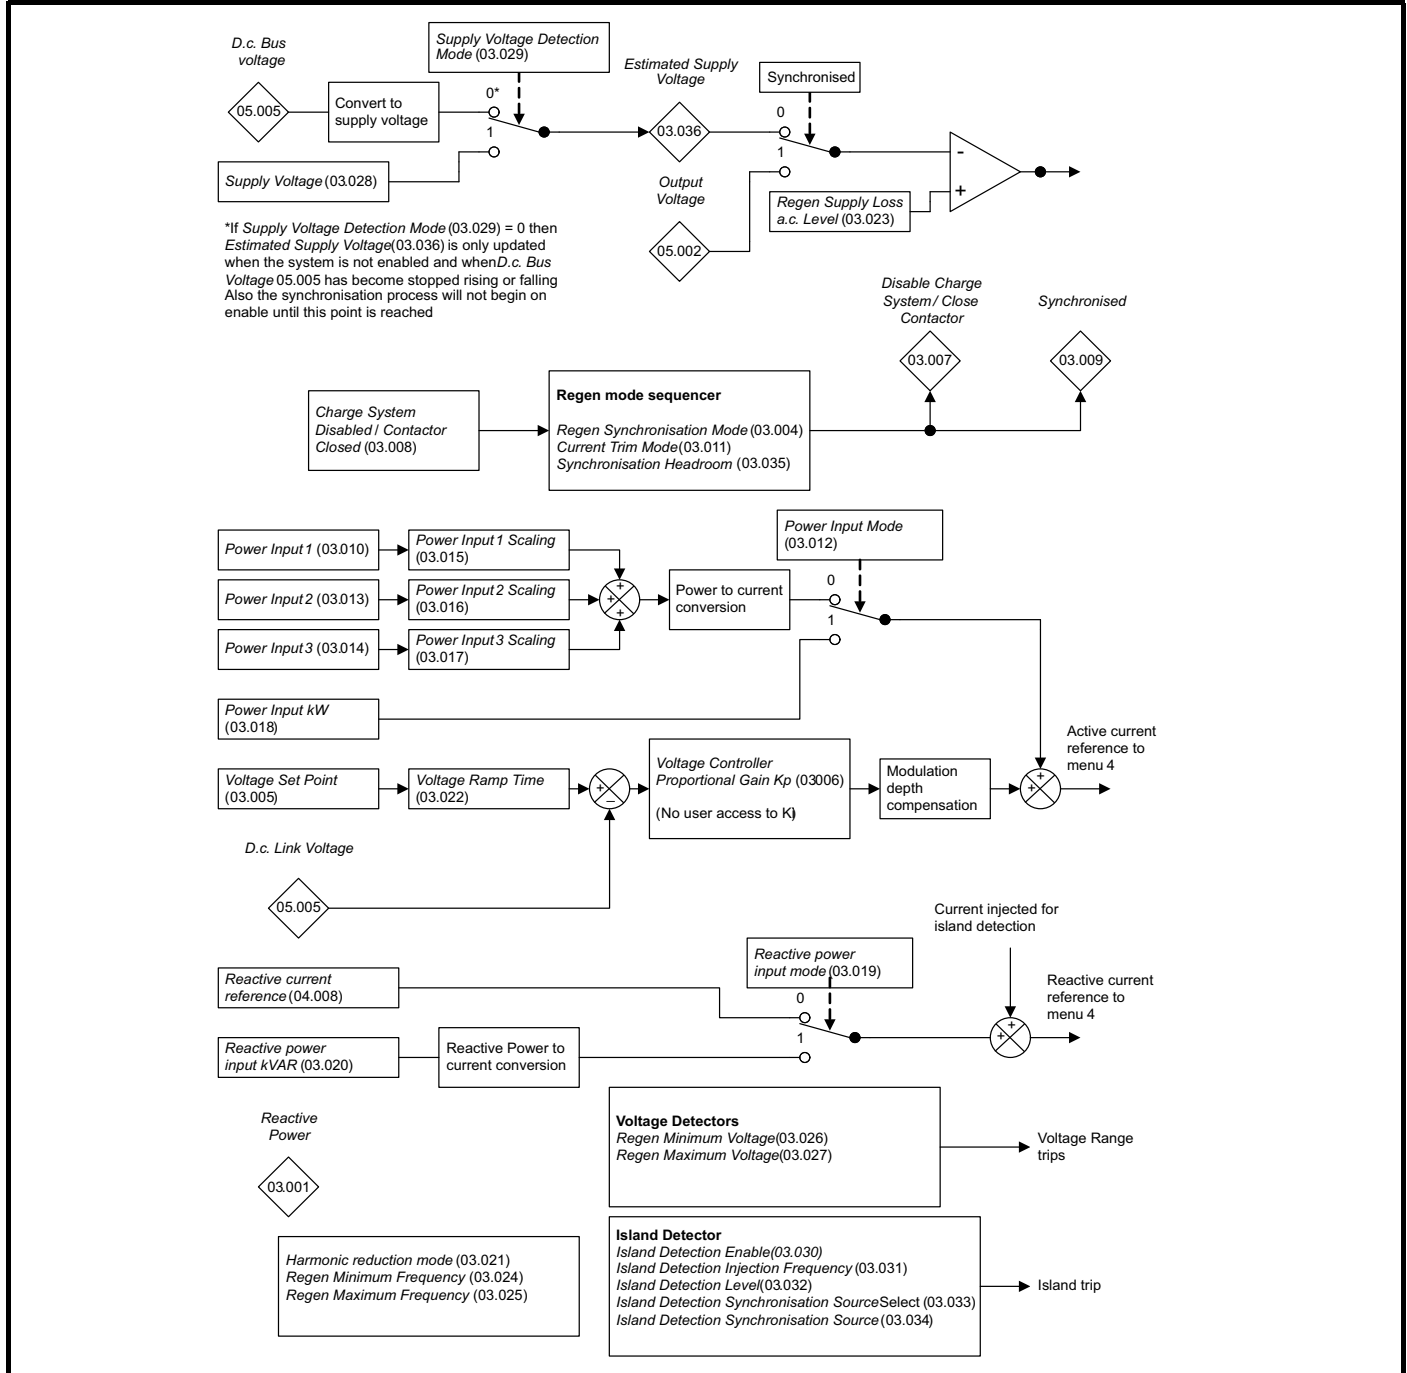 D.c. Bus
voltage
05.005
Convert to
supply voltage
Supply Voltage Detection
Mode (03.029)
0*
1
Supply Voltage (03.028)
Estimated Supply
Voltage
03.036
Synchronised
0
1
-
+
Output
Voltage
05.002
Regen Supply Loss
a.c. Level (03.023)
*If Supply Voltage Detection Mode (03.029) = 0 then
Estimated Supply Voltage(03.036) is only updated
when the system is not enabled and when D.c. Bus
Voltage 05.005 has become stopped rising or falling
Also the synchronisation process will not begin on
enable until this point is reached
Disable Charge
System / Close
Contactor
03.007
Synchronised
03.009
Charge System
Disabled / Contactor
Closed (03.008)
Regen mode sequencer
Regen Synchronisation Mode (03.004)
Current Trim Mode (03.011)
Synchronisation Headroom (03.035)
Power Input 1 (03.010)
Power Input 1 Scaling
(03.015)
Power Input 2 (03.013)
Power Input 2 Scaling
(03.016)
Power Input 3 (03.014)
Power Input 3 Scaling
(03.017)
+
+
+
Power to current
conversion
Power Input Mode
(03.012)
0
1
Power Input kW
(03.018)
Voltage Set Point
(03.005)
Voltage Ramp Time
(03.022)
+
−
Voltage Controller
Proportional Gain Kp (03.006)
(No user access to Ki)
Modulation
depth
compensation
+
+
Active current
reference to
menu 4
D.c. Link Voltage
05.005
Current injected for
island detection
Reactive current
reference (04.008)
Reactive power
input mode (03.019)
0
1
Reactive power
input kVAR (03.020)
Reactive Power to
current conversion
+
+
Reactive current
reference to
menu 4
Reactive
Power
03.001
Voltage Detectors
Regen Minimum Voltage (03.026)
Regen Maximum Voltage (03.027)
Voltage Range
trips
Harmonic reduction mode (03.021)
Regen Minimum Frequency (03.024)
Regen Maximum Frequency (03.025)
Island Detector
Island Detection Enable (03.030)
Island Detection Injection Frequency (03.031)
Island Detection Level (03.032)
Island Detection Synchronisation Source Select (03.033)
Island Detection Synchronisation Source (03.034)
Island trip